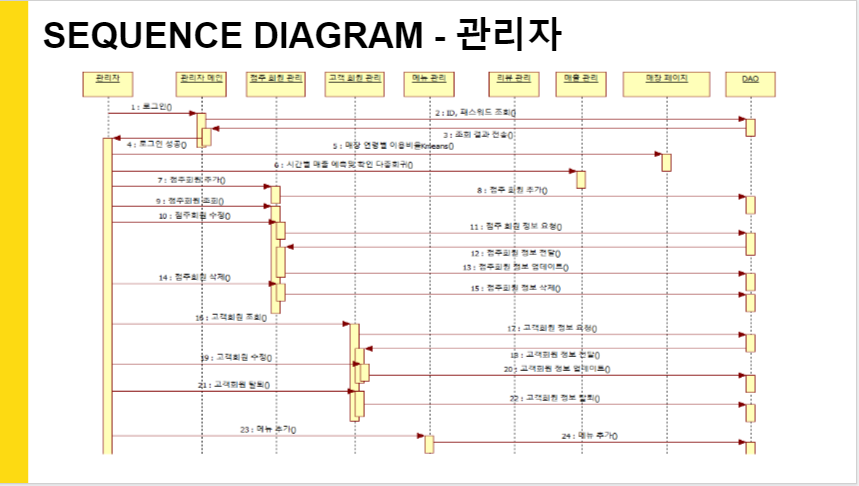 SEQUENCE DIAGRAM - 관리자
관리자
관리자 메인
점주 회원 관리
고객 회원 관리
메뉴 관리
리뷰 관리
매출 관리
매장 페이지
DAO
1 : 로그인()
2 : ID, 패스워드 조회()
3 : 조회 결과 전송()
4 : 로그인 성공()
5 : 매장 연령별 이용비율Kmeans()
6 : 시간별 매출 예측및 확인 다중회귀()
7 : 점주회원 추가()
8 : 점주 회원 추가()
9 : 점주회원 조회()
10 : 점주회원 수정()
11 : 점주 회원 정보 요청()
12 : 점주회원 정보 전달()
13 : 점주회원 정보 업데이트()
14 : 점주회원 삭제()
15 : 점주회원 정보 삭제()
16 : 고객회원 조회()
17 : 고객회원 정보 요청()
18 : 고객회원 정보 전달()
19 : 고객회원 수정()
20 : 고객회원 정보 업데이트()
21 : 고객회원 탈퇴()
22 : 고객회원 정보 탈퇴()
23 : 메뉴 추가()
24 : 메뉴 추가()